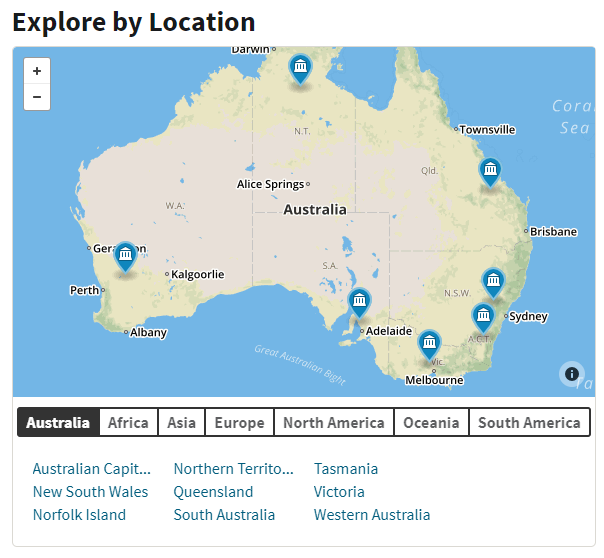 Explore by Location
+
−
Darwin
Coral
Sea
N.T.
Townsville
Qld.
Alice Springs
W.A.
Australia
Brisbane
S.A.
Kalgoorlie
Perth
N.S.W.
Sydney
Adelaide
Albany
A.C.T.
Great Australian Bight
Vic
Melbourne
i
Australia Africa Asia Europe North America Oceania South America
Australian Capit... Northern Territo... Tasmania
New South Wales Queensland Victoria
Norfolk Island South Australia Western Australia